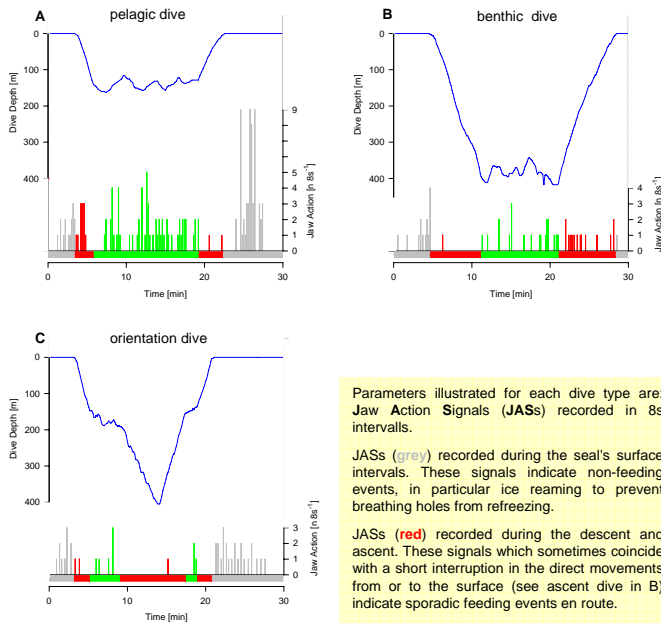 A
pelagic dive
0
100
200
300
400
Dive Depth [m]
9
5
4
3
2
1
0
Jaw Action [n 8s⁻¹]
0
10
20
30
Time [min]
B
benthic dive
0
100
200
300
400
Dive Depth [m]
4
3
2
1
0
Jaw Action [n 8s⁻¹]
0
10
20
30
Time [min]
C
orientation dive
0
100
200
300
400
Dive Depth [m]
3
2
1
0
Jaw Action [n 8s⁻¹]
0
10
20
30
Time [min]
Parameters illustrated for each dive type are:
Jaw Action Signals (JASs) recorded in 8s
intervalls.
JASs (grey) recorded during the seal's surface
intervals. These signals indicate non-feeding
events, in particular ice reaming to prevent
breathing holes from refreezing.
JASs (red) recorded during the descent and
ascent. These signals which sometimes coincide
with a short interruption in the direct movements
from or to the surface (see ascent dive in B)
indicate sporadic feeding events en route.